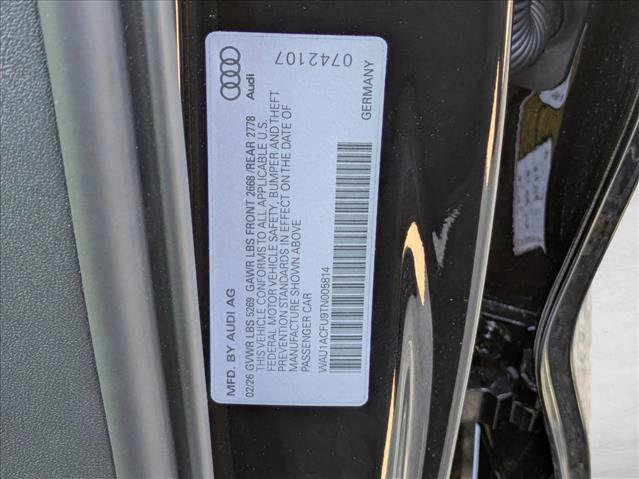 MFD. BY AUDI AG
Audi
02/26 GVWR LBS 5269 GAWR LBS FRONT 2668 /REAR 2778
THIS VEHICLE CONFORMS TO ALL APPLICABLE U.S.
FEDERAL MOTOR VEHICLE SAFETY, BUMPER AND THEFT
PREVENTION STANDARDS IN EFFECT ON THE DATE OF
MANUFACTURE SHOWN ABOVE
PASSENGER CAR
WAU1ACFU9TN005814
0742107
GERMANY